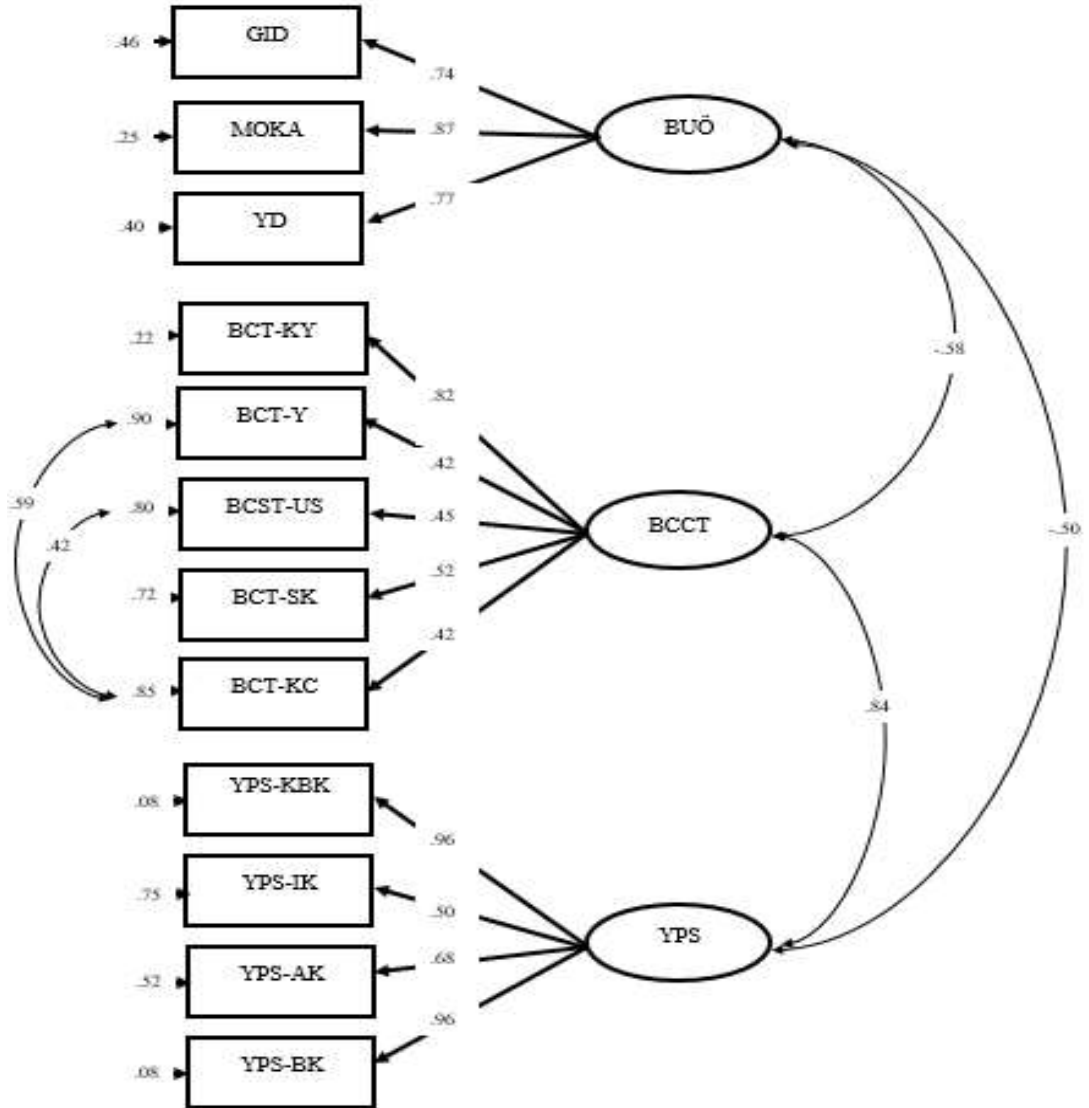 .46 GID
.74
.25 MOKA .87 BUÖ
.77
.40 YD
BCT-KY
.22
-.58
.82
.90 BCT-Y
.42
.59 .80 BCST-US
.45 BCCT -.50
.42
.52
.72 BCT-SK
.42
.85 BCT-KC
.84
YPS-KBK
.08
.96
.75 YPS-IK
.50
YPS
.68
.52 YPS-AK
.96
.08 YPS-BK